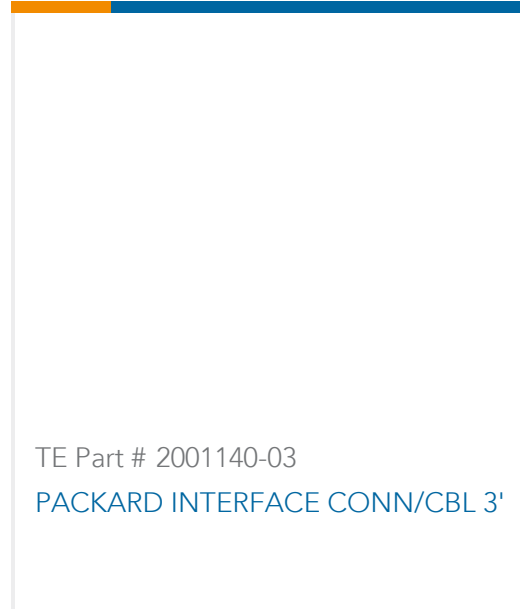 TE Part # 2001140-03
PACKARD INTERFACE CONN/CBL 3'